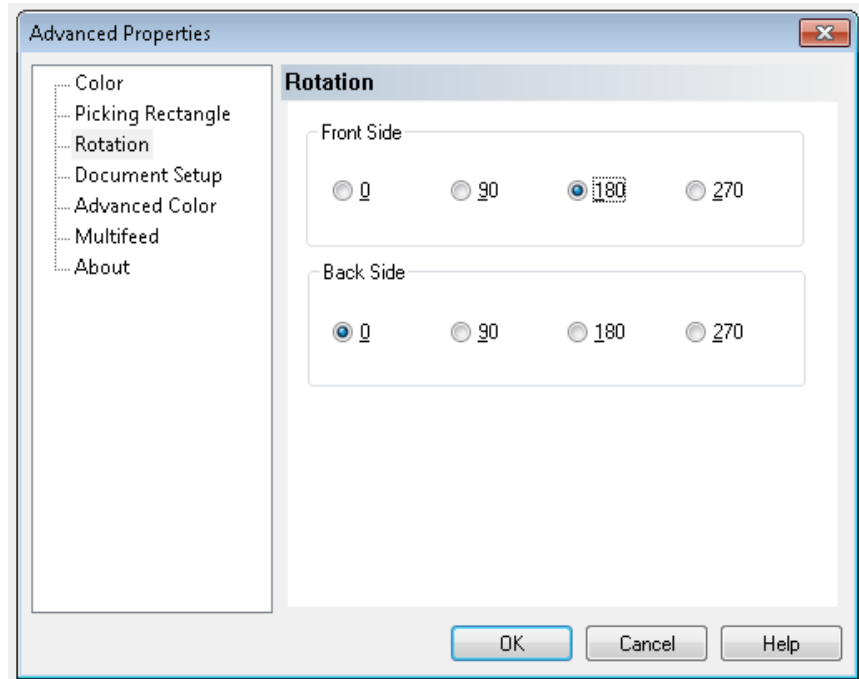 Advanced Properties
Color
Picking Rectangle
Rotation
Document Setup
Advanced Color
Multifeed
About
Rotation
Front Side
0 90 180 270
Back Side
0 90 180 270
OK Cancel Help